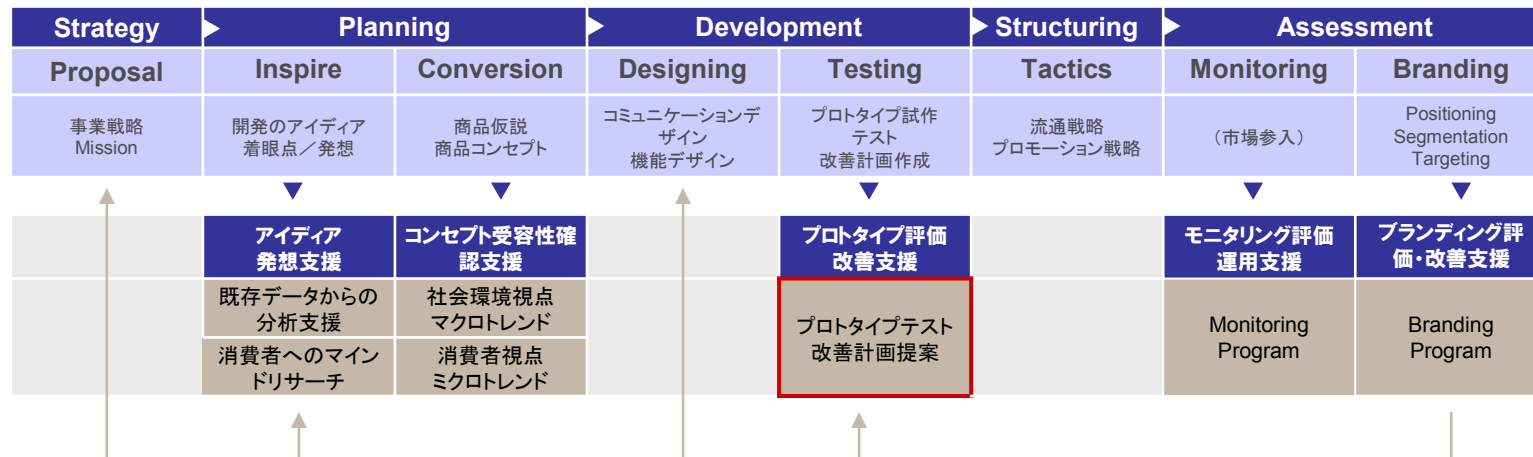 Strategy
Planning
Development
Structuring
Assessment
Proposal
Inspire
Conversion
Designing
Testing
Tactics
Monitoring
Branding
事業戦略
Mission
開発のアイディア
着眼点／発想
商品仮説
商品コンセプト
コミュニケーションデ
ザイン
機能デザイン
プロトタイプ試作
テスト
改善計画作成
流通戦略
プロモーション戦略
（市場参入）
Positioning
Segmentation
Targeting
アイディア
発想支援
コンセプト受容性確
認支援
プロトタイプ評価
改善支援
モニタリング評価
運用支援
ブランディング評
価・改善支援
既存データからの
分析支援
社会環境視点
マクロトレンド
プロトタイプテスト
改善計画提案
Monitoring
Program
Branding
Program
消費者へのマイン
ドリサーチ
消費者視点
ミクロトレンド